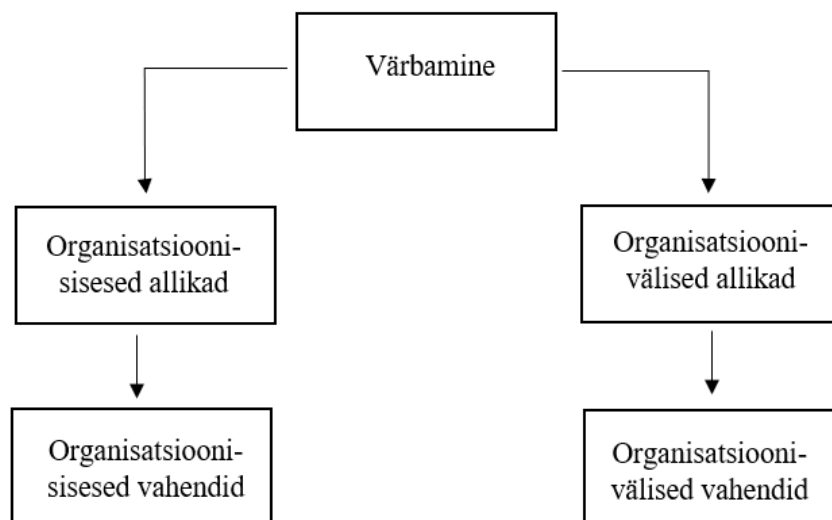 Värbamine
Organisatsiooni-
sisesed allikad
Organisatsiooni-
välised allikad
Organisatsiooni-
sisesed vahendid
Organisatsiooni-
välised vahendid